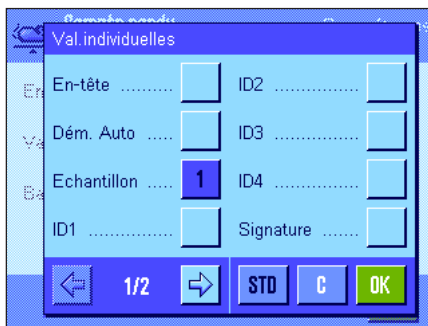 Val.individuelles
En-tête ..........
Dém. Auto .....
Echantillon ..... 1
ID1 ................
ID2 ................
ID3 ................
ID4 ................
Signature .......
1/2
STD C OK